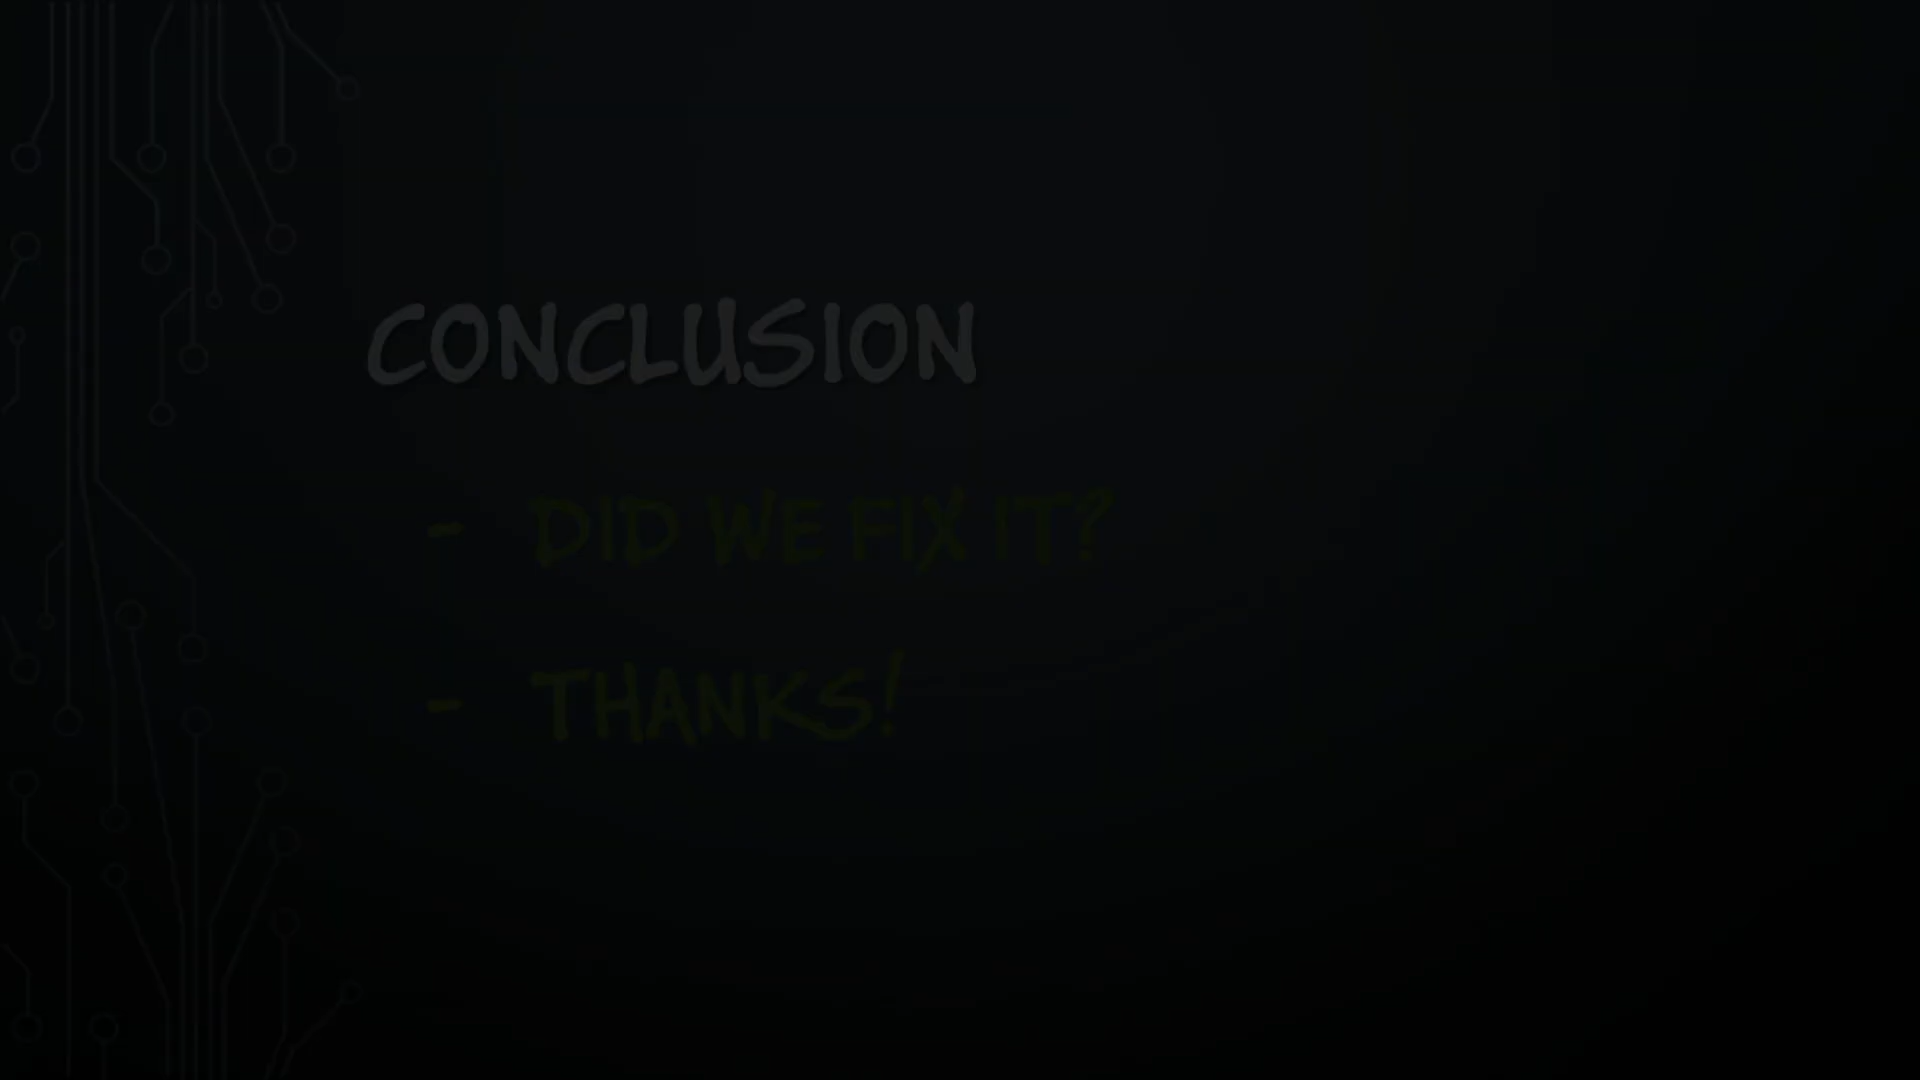 CONCLUSION
- DID WE FIX IT?
- THANKS!